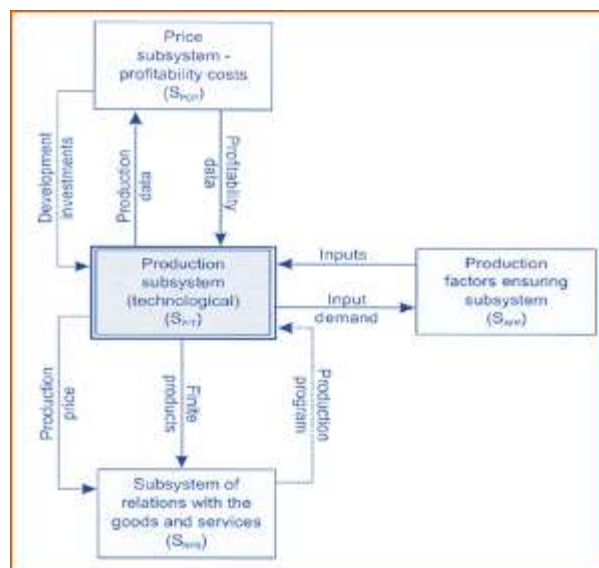 Price
subsystem -
profitability costs
Development
investments
Production
data
Profitability
data
Production
subsystem
(technological)
Inputs
Input
demand
Production
factors ensuring
subsystem
Production
price
Finite
products
Production
program
Subsystem of
relations with the
goods and services